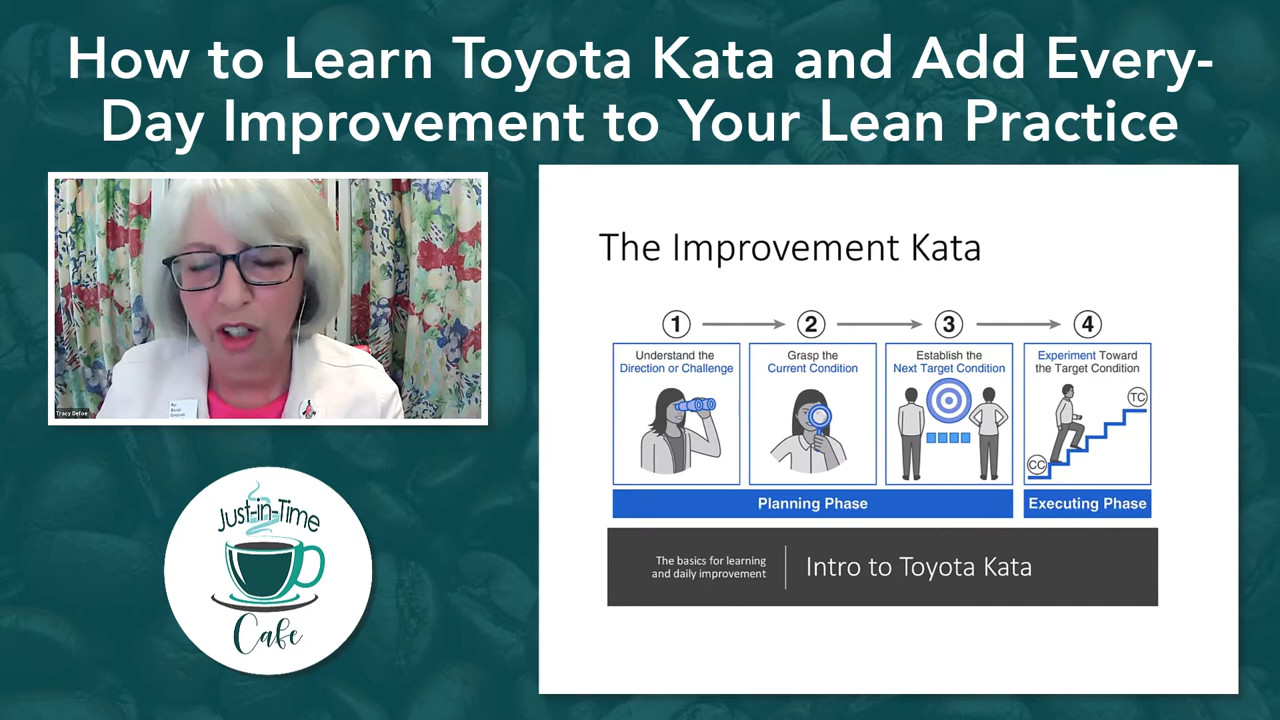 How to Learn Toyota Kata and Add Every-
Day Improvement to Your Lean Practice
Tracy Defoe
Just-in-Time
Cafe
The Improvement Kata
1
2
3
4
Understand the
Direction or Challenge
Grasp the
Current Condition
Establish the
Next Target Condition
Experiment Toward
the Target Condition
TC
CC
Planning Phase
Executing Phase
The basics for learning
and daily improvement
Intro to Toyota Kata